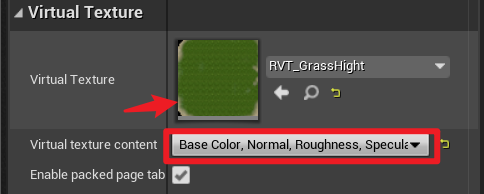 Virtual Texture
Virtual Texture
RVT_GrassHight
Virtual texture content
Base Color, Normal, Roughness, Specula
Enable packed page tab